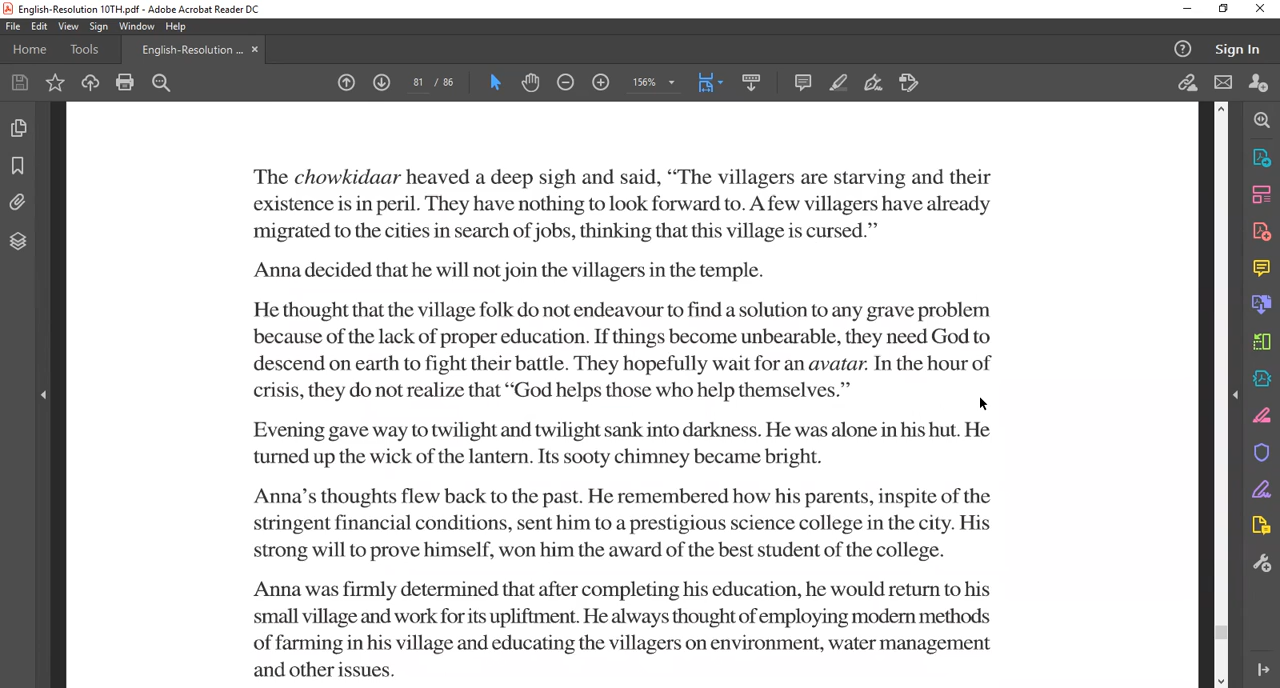 English-Resolution 10TH.pdf - Adobe Acrobat Reader DC
File Edit View Sign Window Help
Home Tools English-Resolution ... × Sign In
81 / 86 156%
The chowkidaar heaved a deep sigh and said, “The villagers are starving and their
existence is in peril. They have nothing to look forward to. A few villagers have already
migrated to the cities in search of jobs, thinking that this village is cursed.”
Anna decided that he will not join the villagers in the temple.
He thought that the village folk do not endeavour to find a solution to any grave problem
because of the lack of proper education. If things become unbearable, they need God to
descend on earth to fight their battle. They hopefully wait for an avatar. In the hour of
crisis, they do not realize that “God helps those who help themselves.”
Evening gave way to twilight and twilight sank into darkness. He was alone in his hut. He
turned up the wick of the lantern. Its sooty chimney became bright.
Anna’s thoughts flew back to the past. He remembered how his parents, inspite of the
stringent financial conditions, sent him to a prestigious science college in the city. His
strong will to prove himself, won him the award of the best student of the college.
Anna was firmly determined that after completing his education, he would return to his
small village and work for its upliftment. He always thought of employing modern methods
of farming in his village and educating the villagers on environment, water management
and other issues.